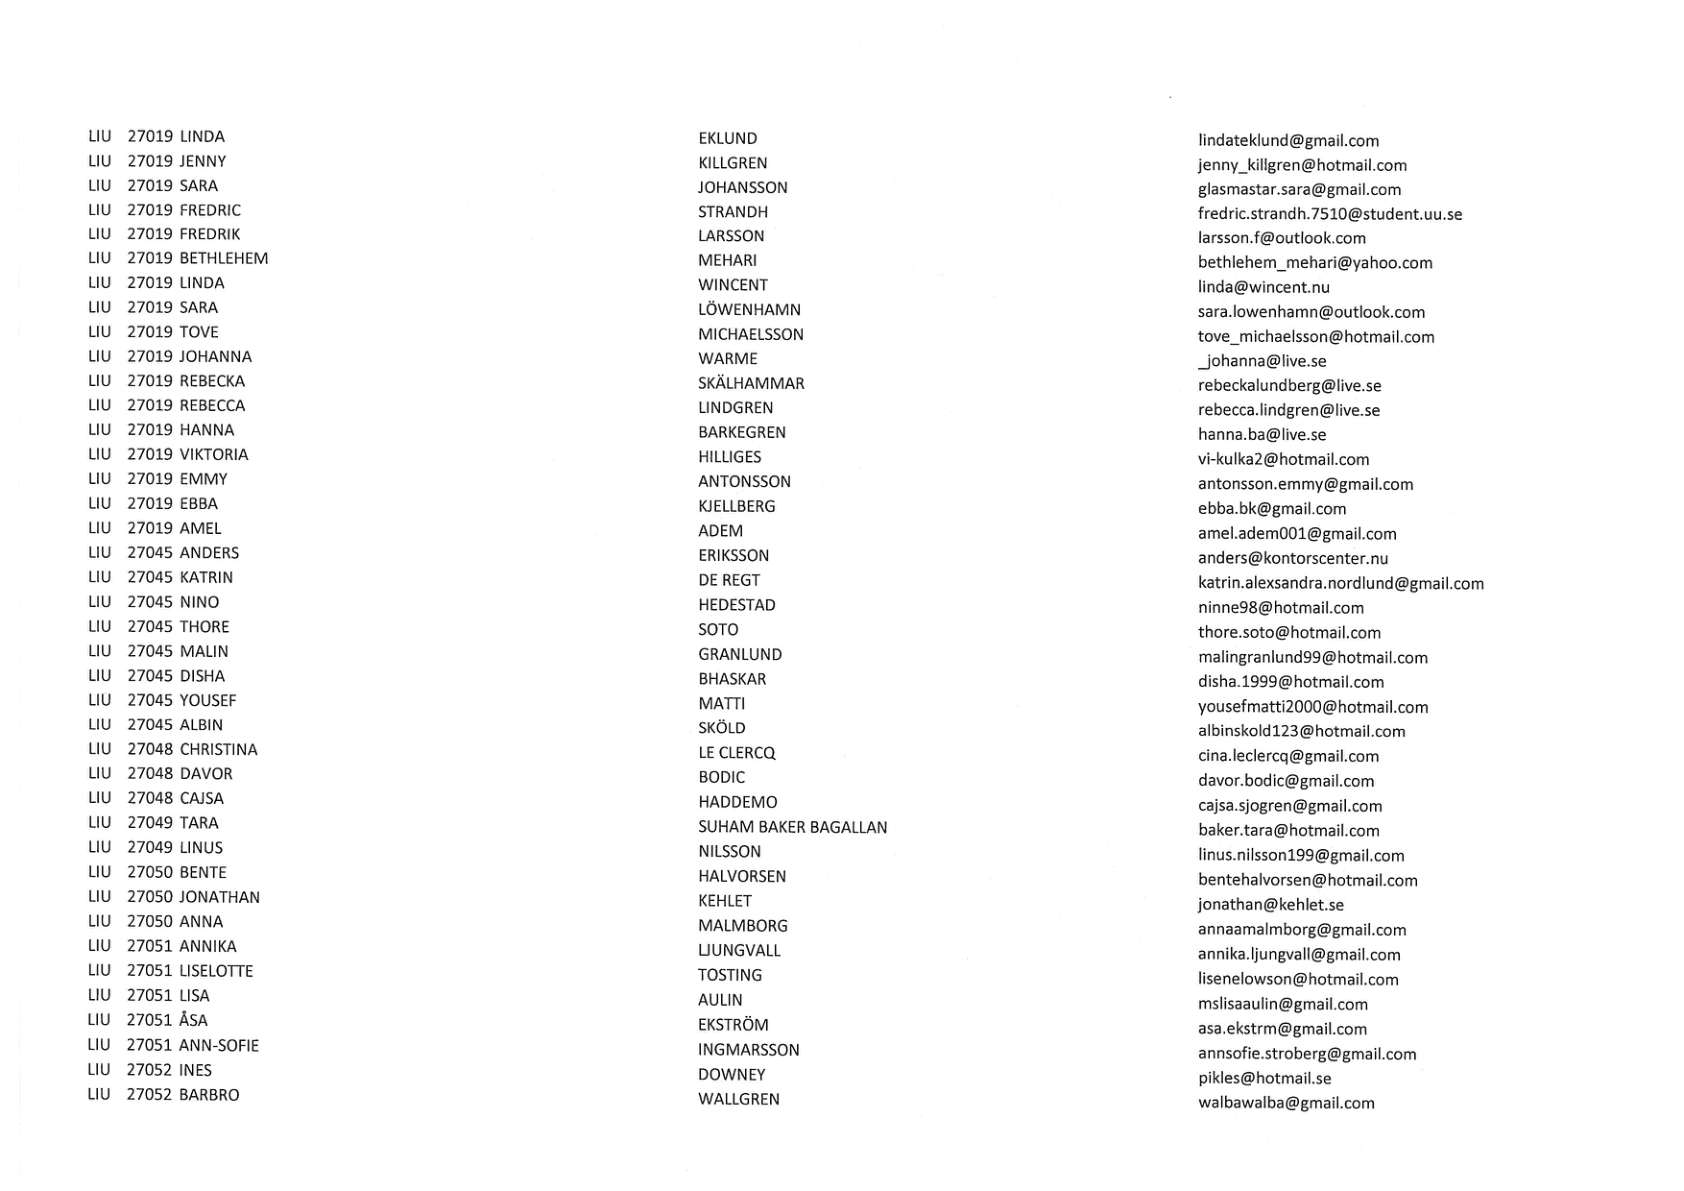 LIU 27019 LINDA EKLUND lindateklund@gmail.com
LIU 27019 JENNY KILLGREN jenny_killgren@hotmail.com
LIU 27019 SARA JOHANSSON glasmastar.sara@gmail.com
LIU 27019 FREDRIC STRANDH fredric.strandh.7510@student.uu.se
LIU 27019 FREDRIK LARSSON larsson.f@outlook.com
LIU 27019 BETHLEHEM MEHARI bethlehem_mehari@yahoo.com
LIU 27019 LINDA WINCENT linda@wincent.nu
LIU 27019 SARA LÖWENHAMN sara.lowenhamn@outlook.com
LIU 27019 TOVE MICHAELSSON tove_michaelsson@hotmail.com
LIU 27019 JOHANNA WARME _johanna@live.se
LIU 27019 REBECKA SKÄLHAMMAR rebeckalundberg@live.se
LIU 27019 REBECCA LINDGREN rebecca.lindgren@live.se
LIU 27019 HANNA BARKEGREN hanna.ba@live.se
LIU 27019 VIKTORIA HILLIGES vi-kulka2@hotmail.com
LIU 27019 EMMY ANTONSSON antonsson.emmy@gmail.com
LIU 27019 EBBA KJELLBERG ebba.bk@gmail.com
LIU 27019 AMEL ADEM amel.adem001@gmail.com
LIU 27045 ANDERS ERIKSSON anders@kontorscenter.nu
LIU 27045 KATRIN DE REGT katrin.alexsandra.nordlund@gmail.com
LIU 27045 NINO HEDESTAD ninne98@hotmail.com
LIU 27045 THORE SOTO thore.soto@hotmail.com
LIU 27045 MALIN GRANLUND malingranlund99@hotmail.com
LIU 27045 DISHA BHASKAR disha.1999@hotmail.com
LIU 27045 YOUSEF MATTI yousefmatti2000@hotmail.com
LIU 27045 ALBIN SKÖLD albinskold123@hotmail.com
LIU 27048 CHRISTINA LE CLERCQ cina.leclercq@gmail.com
LIU 27048 DAVOR BODIC davor.bodic@gmail.com
LIU 27048 CAJSA HADDEMO cajsa.sjogren@gmail.com
LIU 27049 TARA SUHAM BAKER BAGALLAN baker.tara@hotmail.com
LIU 27049 LINUS NILSSON linus.nilsson199@gmail.com
LIU 27050 BENTE HALVORSEN bentehalvorsen@hotmail.com
LIU 27050 JONATHAN KEHLET jonathan@kehlet.se
LIU 27050 ANNA MALMBORG annaamalmborg@gmail.com
LIU 27051 ANNIKA LJUNGVALL annika.ljungvall@gmail.com
LIU 27051 LISELOTTE TOSTING lisenelowson@hotmail.com
LIU 27051 LISA AULIN mslisaaulin@gmail.com
LIU 27051 ÅSA EKSTRÖM asa.ekstrm@gmail.com
LIU 27051 ANN-SOFIE INGMARSSON annsofie.stroberg@gmail.com
LIU 27052 INES DOWNEY pikles@hotmail.se
LIU 27052 BARBRO WALLGREN walbawalba@gmail.com